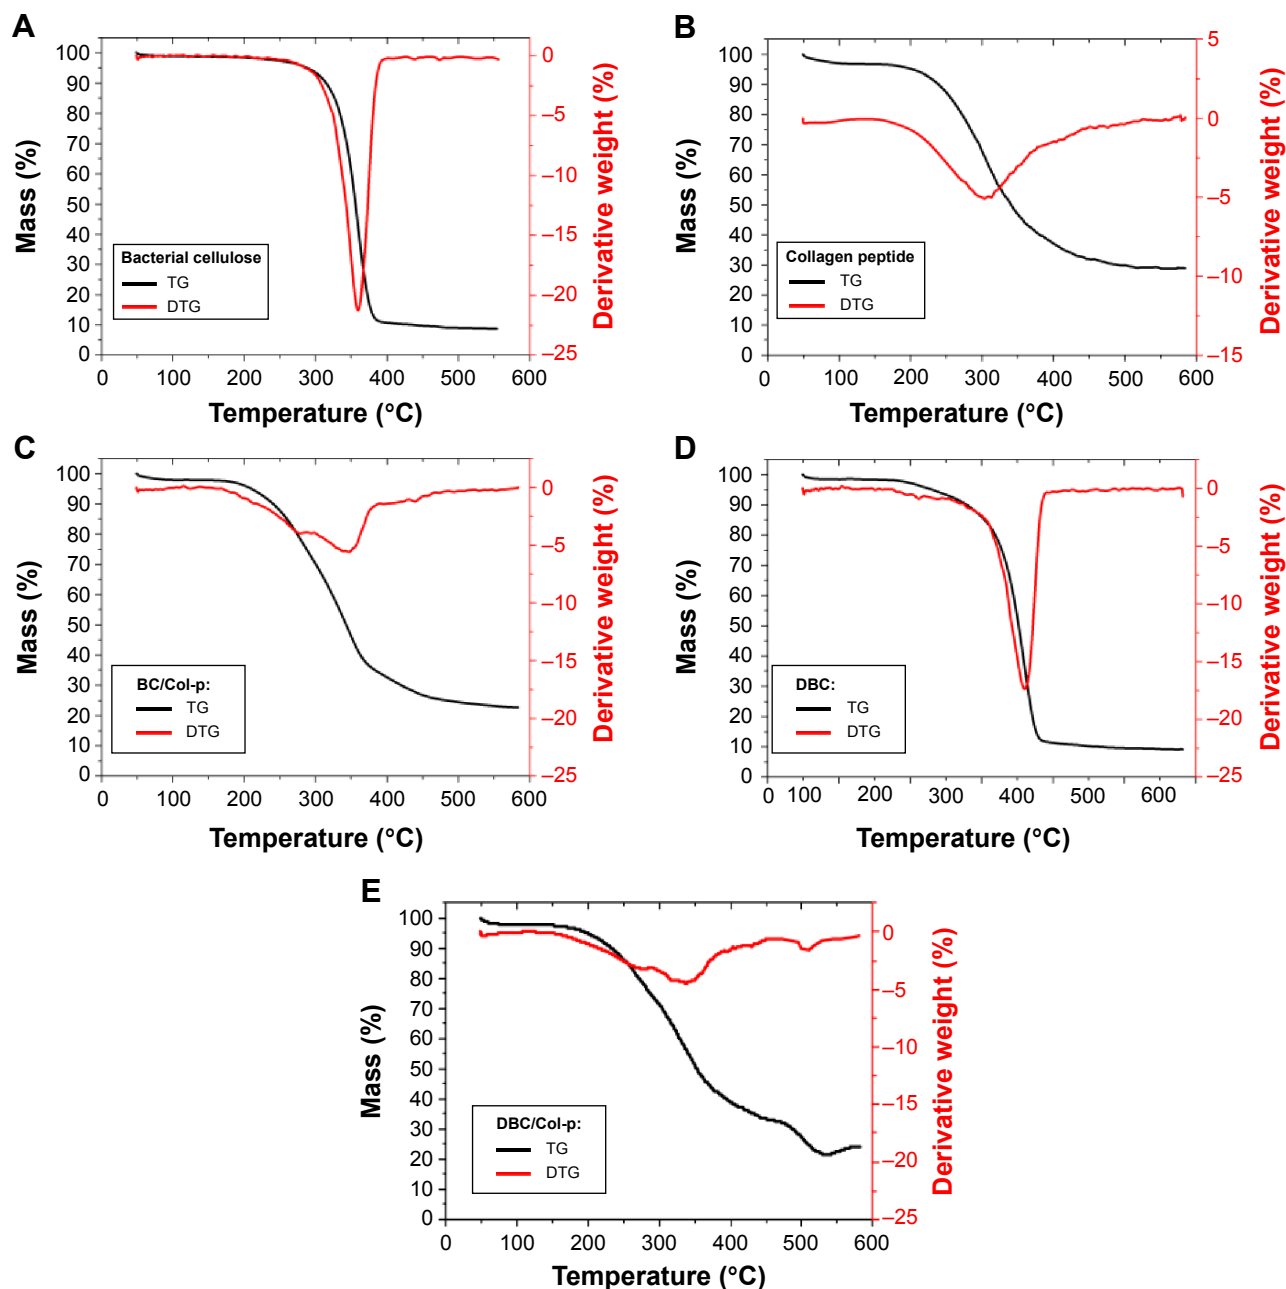 A
100
90
80
70
60
50
40
30
20
10
0
Mass (%)
0
–5
–10
–15
–20
–25
Derivative weight (%)
Bacterial cellulose
TG
DTG
0 100 200 300 400 500 600
Temperature (°C)
B
100
90
80
70
60
50
40
30
20
10
0
Mass (%)
5
0
–5
–10
–15
Derivative weight (%)
Collagen peptide
TG
DTG
0 100 200 300 400 500 600
Temperature (°C)
C
100
90
80
70
60
50
40
30
20
10
0
Mass (%)
0
–5
–10
–15
–20
–25
Derivative weight (%)
BC/Col-p:
TG
DTG
0 100 200 300 400 500 600
Temperature (°C)
D
100
90
80
70
60
50
40
30
20
10
0
Mass (%)
0
–5
–10
–15
–20
–25
Derivative weight (%)
DBC:
TG
DTG
0 100 200 300 400 500 600
Temperature (°C)
E
100
90
80
70
60
50
40
30
20
10
0
Mass (%)
0
–5
–10
–15
–20
–25
Derivative weight (%)
DBC/Col-p:
TG
DTG
0 100 200 300 400 500 600
Temperature (°C)